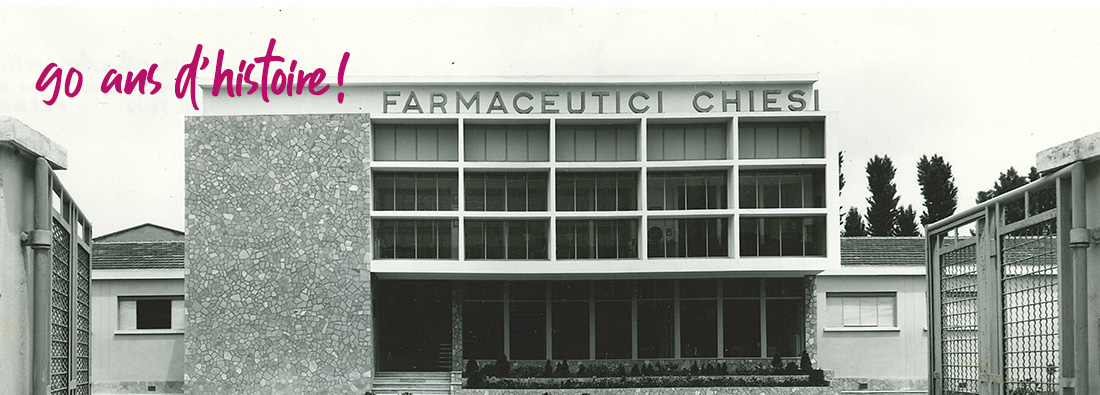 90 ans d'histoire!
FARMACEUTICI CHIESI